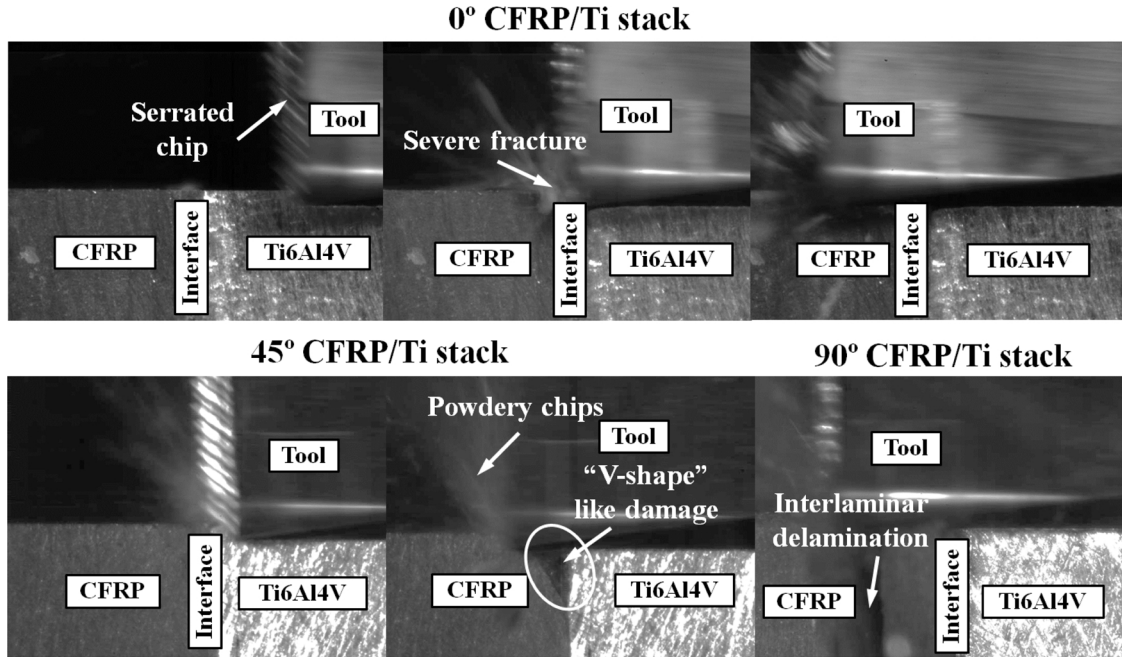 0º CFRP/Ti stack
Serrated
chip
Tool
CFRP
Interface
Ti6Al4V
Severe fracture
Tool
CFRP
Interface
Ti6Al4V
Tool
CFRP
Interface
Ti6Al4V
45º CFRP/Ti stack
Tool
CFRP
Interface
Ti6Al4V
Powdery chips
Tool
“V-shape”
like damage
CFRP
Ti6Al4V
90º CFRP/Ti stack
Tool
Interlaminar
delamination
CFRP
Interface
Ti6Al4V